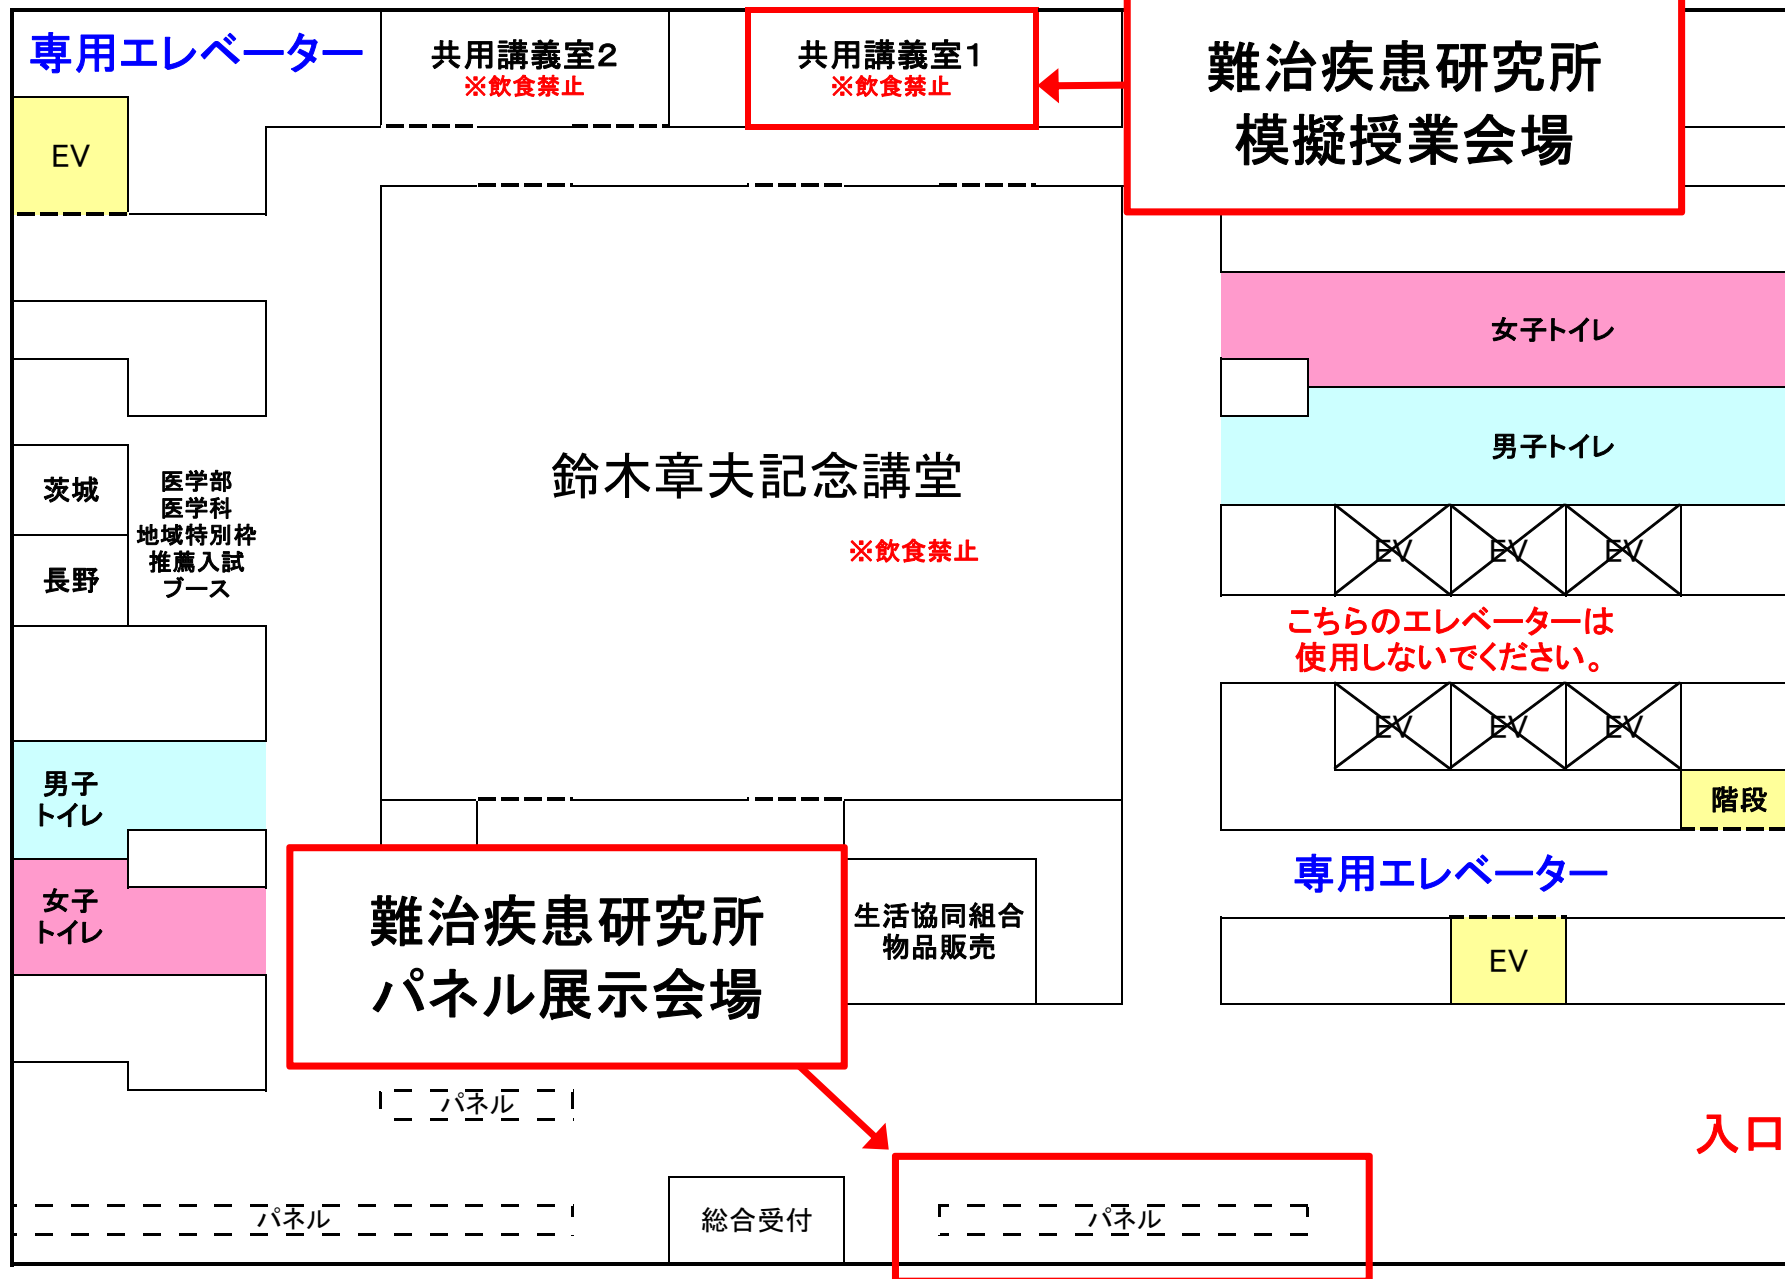 専用エレベーター
共用講義室2
※飲食禁止
共用講義室1
※飲食禁止
難治疾患研究所
模擬授業会場
EV
女子トイレ
男子トイレ
鈴木章夫記念講堂
※飲食禁止
茨城
長野
医学部
医学科
地域特別枠
推薦入試
ブース
EV
EV
EV
こちらのエレベーターは
使用しないでください。
EV
EV
EV
階段
男子
トイレ
女子
トイレ
専用エレベーター
EV
難治疾患研究所
パネル展示会場
生活協同組合
物品販売
パネル
入口
パネル
総合受付
パネル